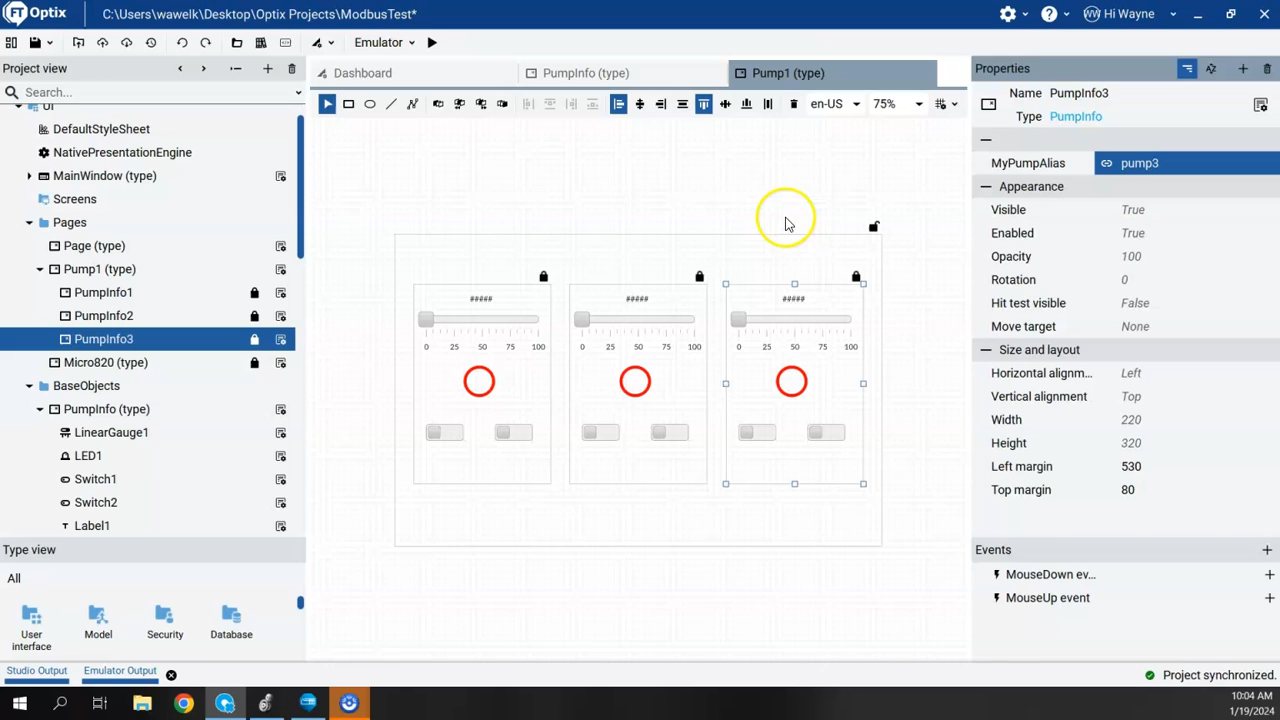 FT Optix C:\Users\wawelk\Desktop\Optix Projects\ModbusTest* WW Hi Wayne
Emulator
Project view
Search...
UI
DefaultStyleSheet
NativePresentationEngine
MainWindow (type)
Screens
Pages
Page (type)
Pump1 (type)
PumpInfo1
PumpInfo2
PumpInfo3
Micro820 (type)
BaseObjects
PumpInfo (type)
LinearGauge1
LED1
Switch1
Switch2
Label1
Type view
All
User interface
Model
Security
Database
Studio Output Emulator Output
Dashboard PumpInfo (type) Pump1 (type)
en-US 75%
##### ##### #####
0 25 50 75 100 0 25 50 75 100 0 25 50 75 100
Properties
Name PumpInfo3
Type PumpInfo
MyPumpAlias pump3
Appearance
Visible True
Enabled True
Opacity 100
Rotation 0
Hit test visible False
Move target None
Size and layout
Horizontal alignm... Left
Vertical alignment Top
Width 220
Height 320
Left margin 530
Top margin 80
Events
MouseDown ev...
MouseUp event
Project synchronized.
10:04 AM
1/19/2024